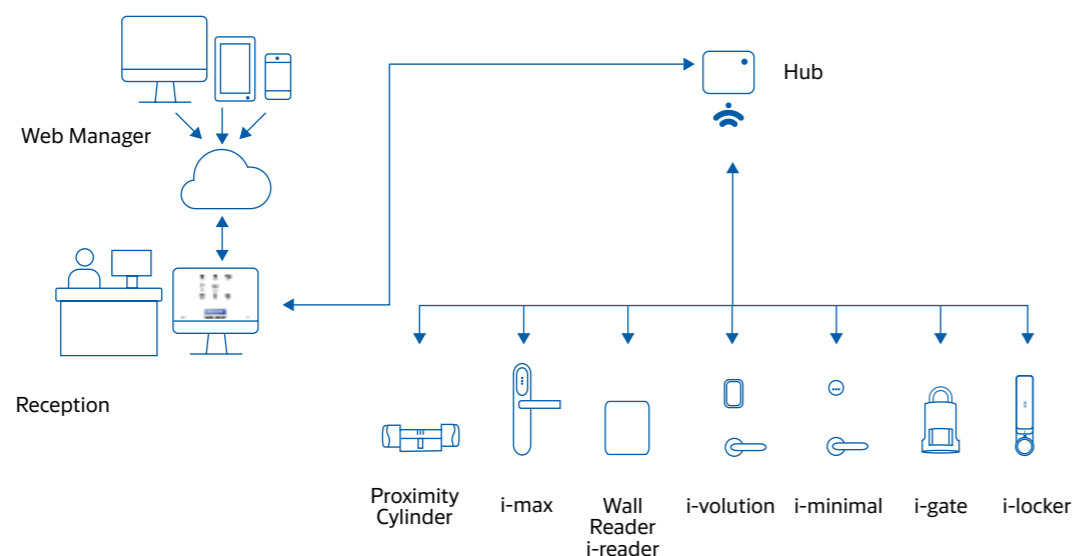 Hub
Web Manager
Reception
Proximity
Cylinder
i-max
Wall
Reader
i-reader
i-volution
i-minimal
i-gate
i-locker